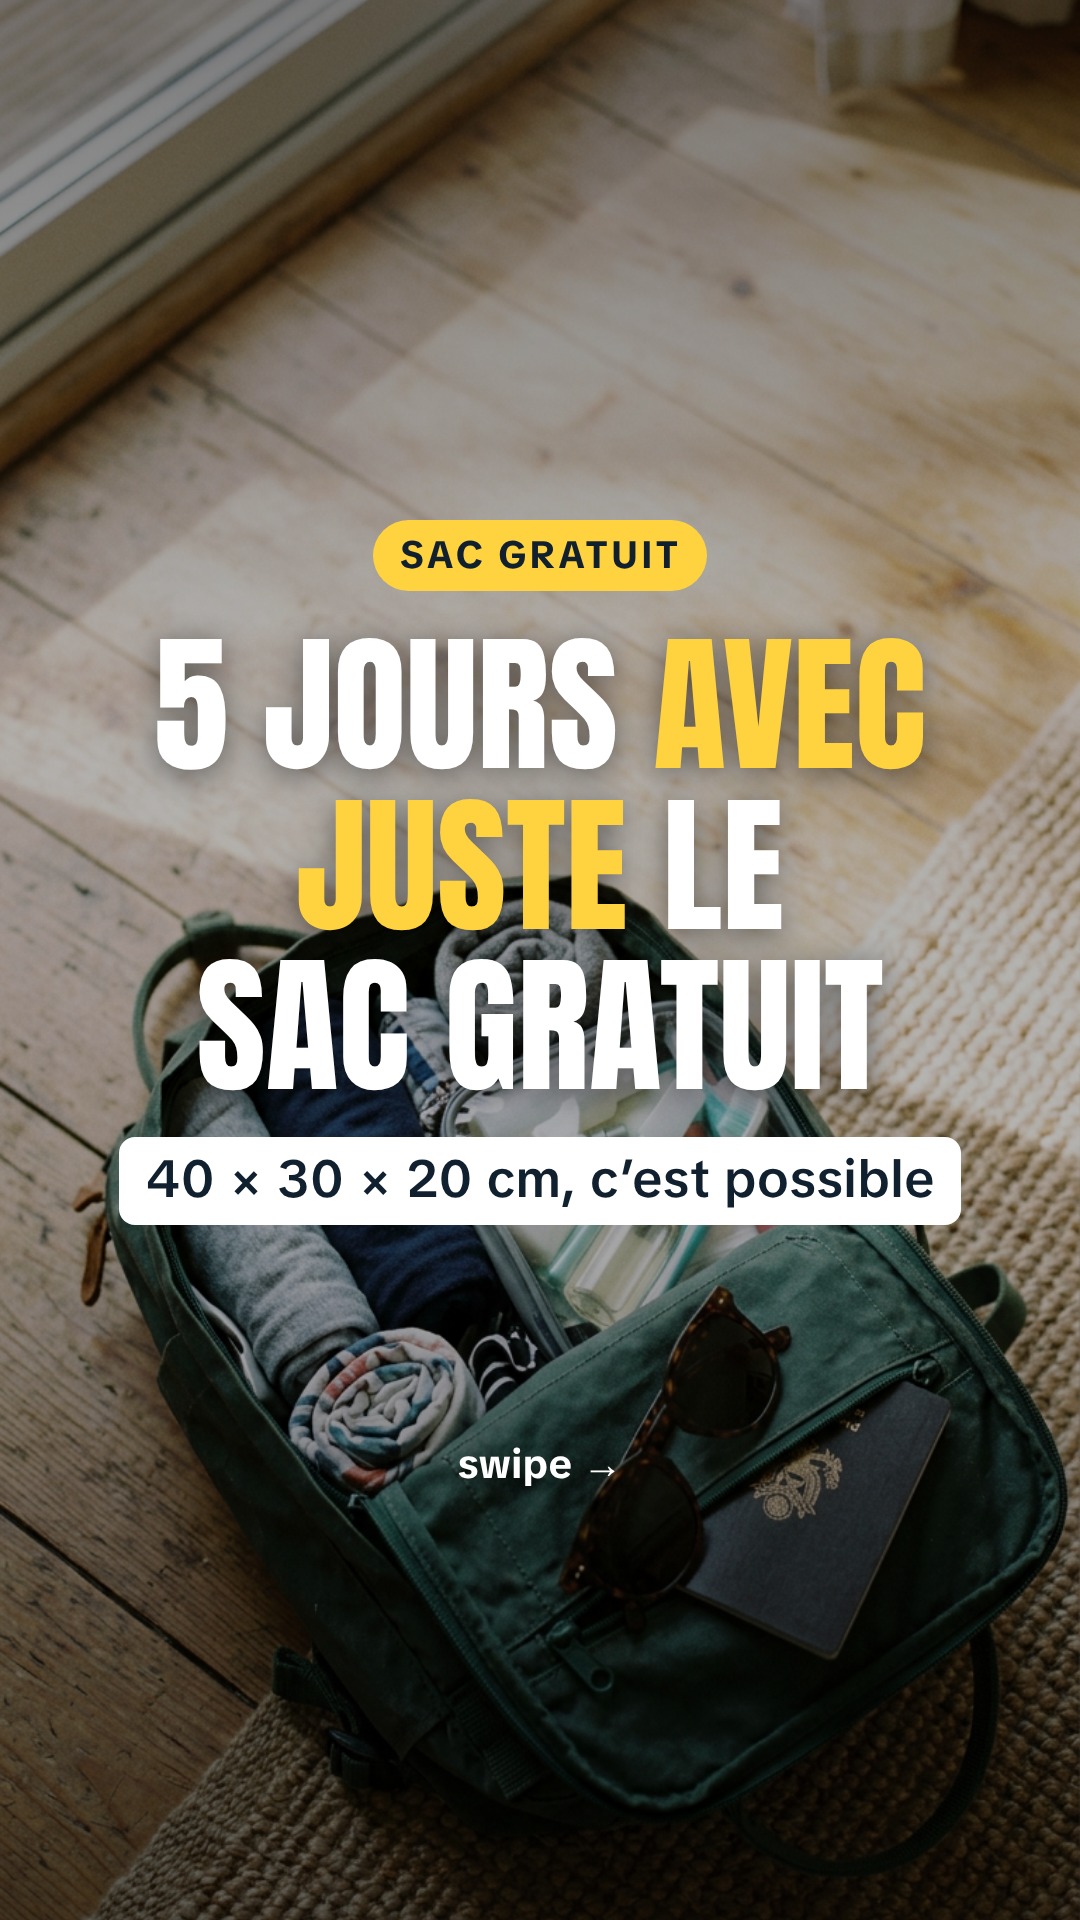 SAC GRATUIT
5 JOURS AVEC
JUSTE LE
SAC GRATUIT
40 × 30 × 20 cm, c’est possible
swipe →